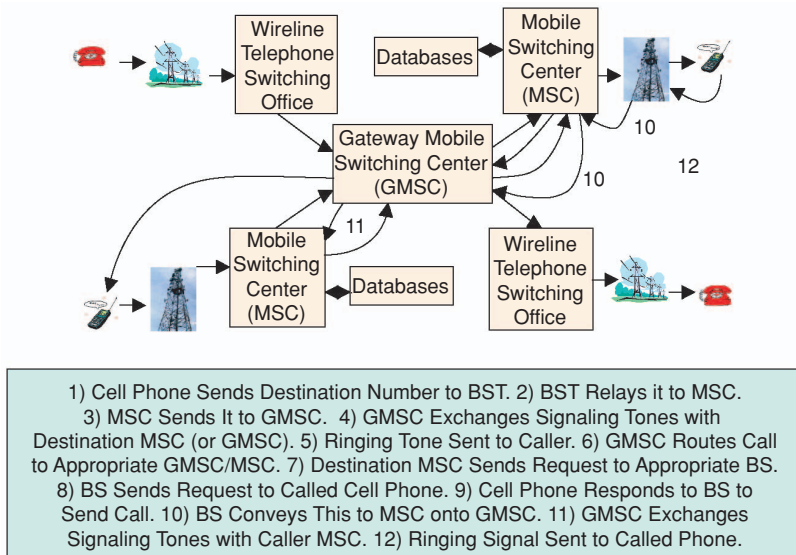 Wireline
Telephone
Switching
Office
Databases
Mobile
Switching
Center
(MSC)
10
Gateway Mobile
Switching Center
(GMSC)
10
12
11
Mobile
Switching
Center
(MSC)
Databases
Wireline
Telephone
Switching
Office
1) Cell Phone Sends Destination Number to BST. 2) BST Relays it to MSC.
3) MSC Sends It to GMSC. 4) GMSC Exchanges Signaling Tones with
Destination MSC (or GMSC). 5) Ringing Tone Sent to Caller. 6) GMSC Routes Call
to Appropriate GMSC/MSC. 7) Destination MSC Sends Request to Appropriate BS.
8) BS Sends Request to Called Cell Phone. 9) Cell Phone Responds to BS to
Send Call. 10) BS Conveys This to MSC onto GMSC. 11) GMSC Exchanges
Signaling Tones with Caller MSC. 12) Ringing Signal Sent to Called Phone.